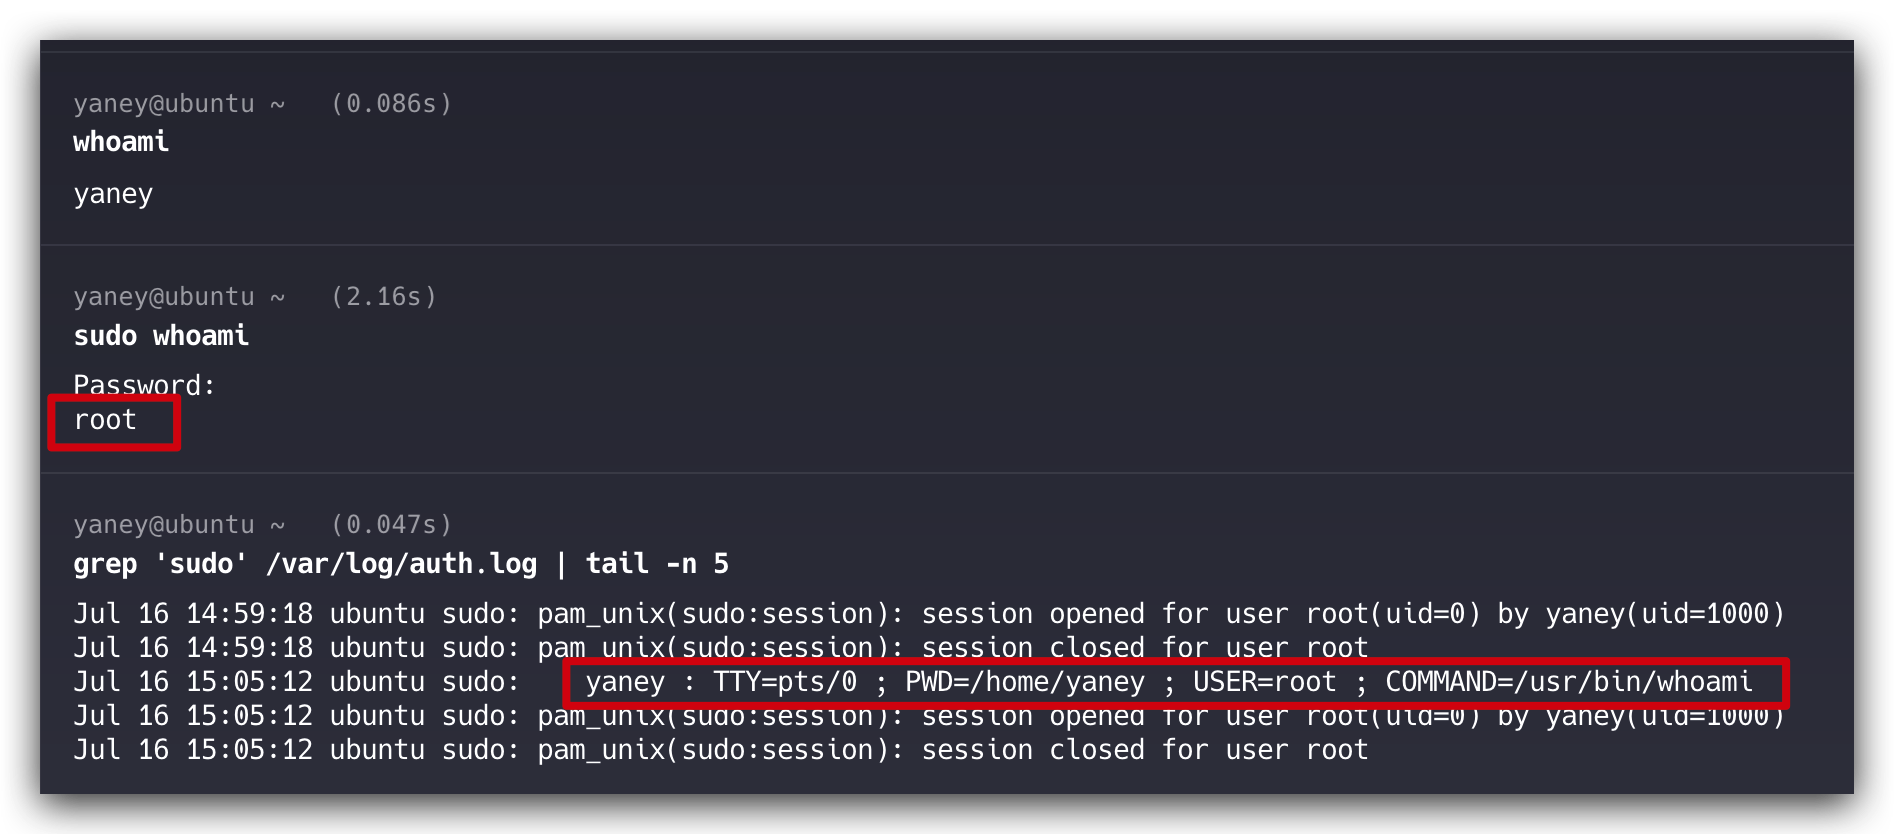 yaney@ubuntu ~ (0.086s)
whoami
yaney
yaney@ubuntu ~ (2.16s)
sudo whoami
Password:
root
yaney@ubuntu ~ (0.047s)
grep 'sudo' /var/log/auth.log | tail -n 5
Jul 16 14:59:18 ubuntu sudo: pam_unix(sudo:session): session opened for user root(uid=0) by yaney(uid=1000)
Jul 16 14:59:18 ubuntu sudo: pam_unix(sudo:session): session closed for user root
Jul 16 15:05:12 ubuntu sudo:    yaney : TTY=pts/0 ; PWD=/home/yaney ; USER=root ; COMMAND=/usr/bin/whoami
Jul 16 15:05:12 ubuntu sudo: pam_unix(sudo:session): session opened for user root(uid=0) by yaney(uid=1000)
Jul 16 15:05:12 ubuntu sudo: pam_unix(sudo:session): session closed for user root